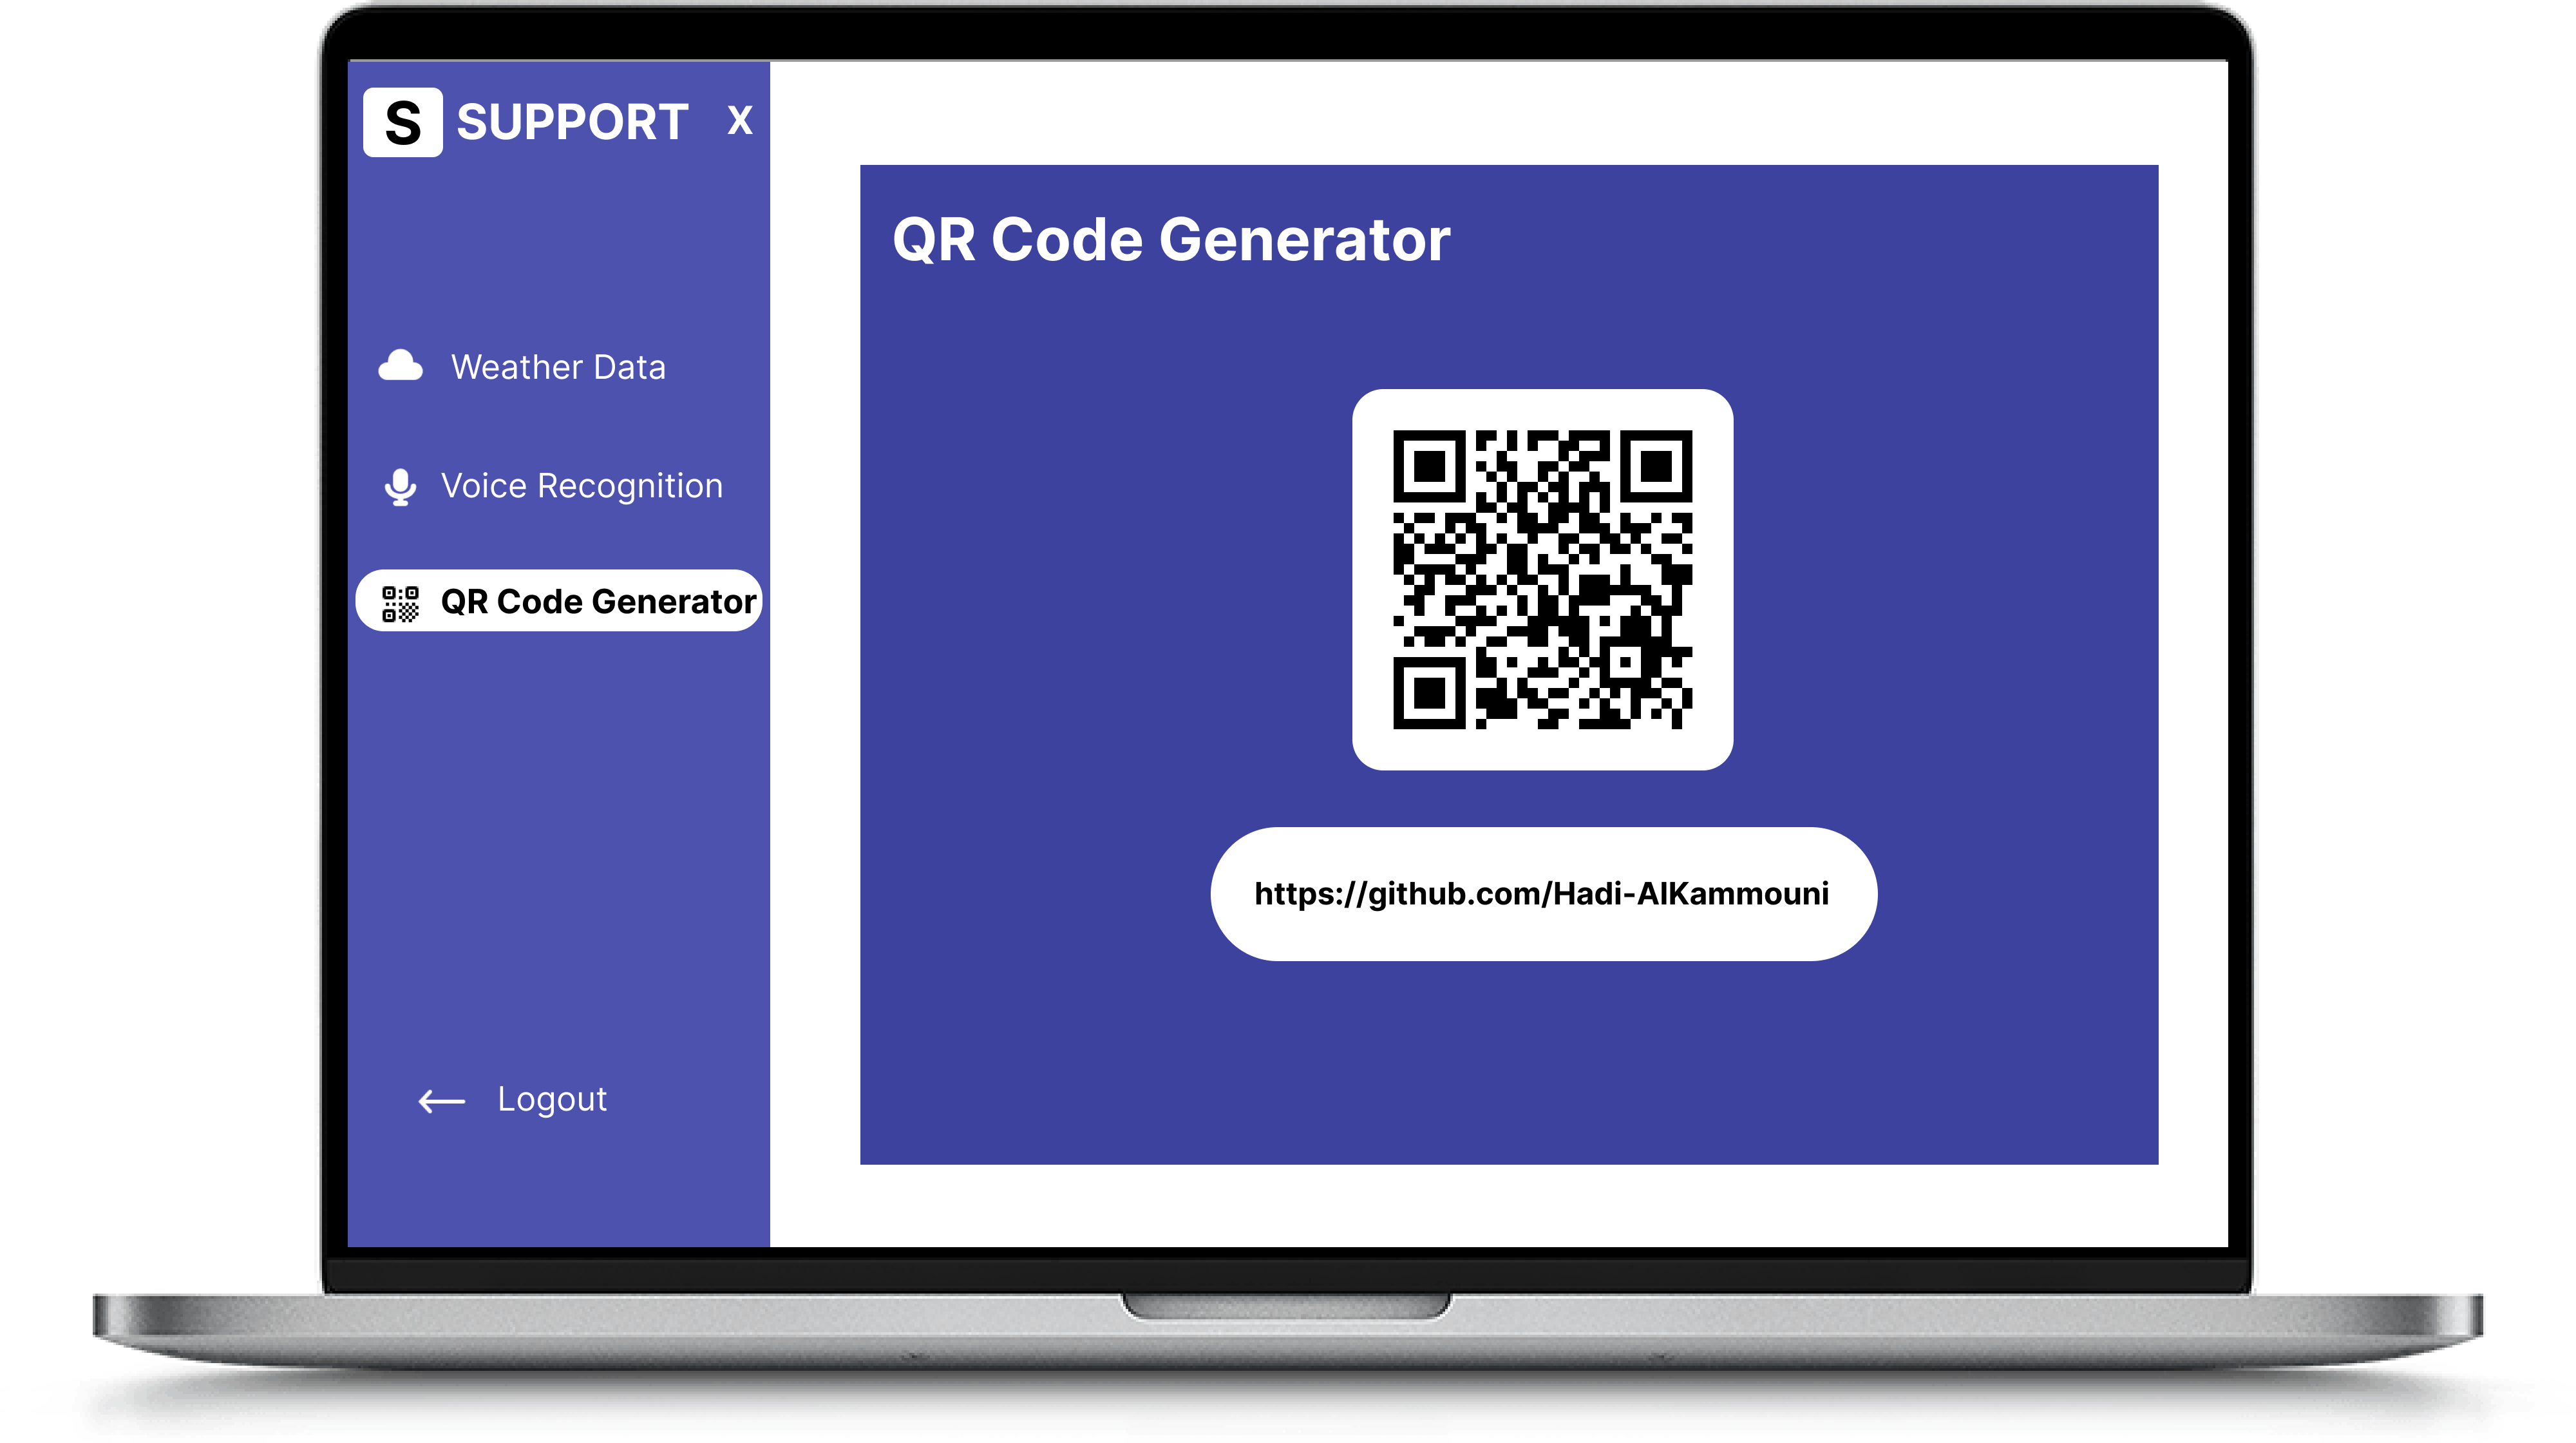 S SUPPORT X
Weather Data
Voice Recognition
QR Code Generator
Logout
QR Code Generator
https://github.com/Hadi-AlKammouni